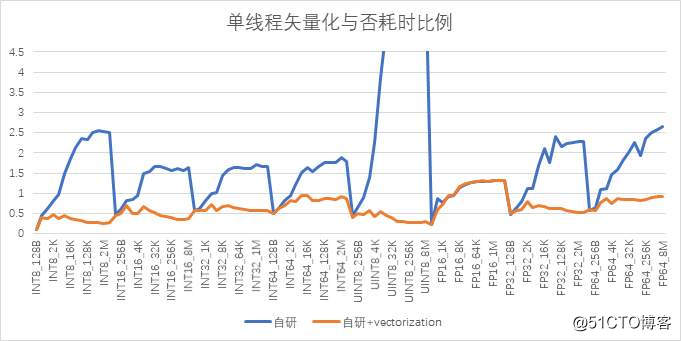 单线程矢量化与否耗时比例
4.5
4
3.5
3
2.5
2
1.5
1
0.5
0
INT8_128B
INT8_2K
INT8_16K
INT8_128K
INT8_2M
INT16_256B
INT16_4K
INT16_32K
INT16_256K
INT16_8M
INT32_1K
INT32_8K
INT32_64K
INT32_1M
INT64_128B
INT64_2K
INT64_16K
INT64_128K
INT64_2M
UINT8_256B
UINT8_4K
UINT8_32K
UINT8_256K
UINT8_8M
FP16_1K
FP16_8K
FP16_64K
FP16_1M
FP32_128B
FP32_2K
FP32_16K
FP32_128K
FP32_2M
FP64_256B
FP64_4K
FP64_32K
FP64_256K
FP64_8M
自研
自研+vectorization
@51CTO博客